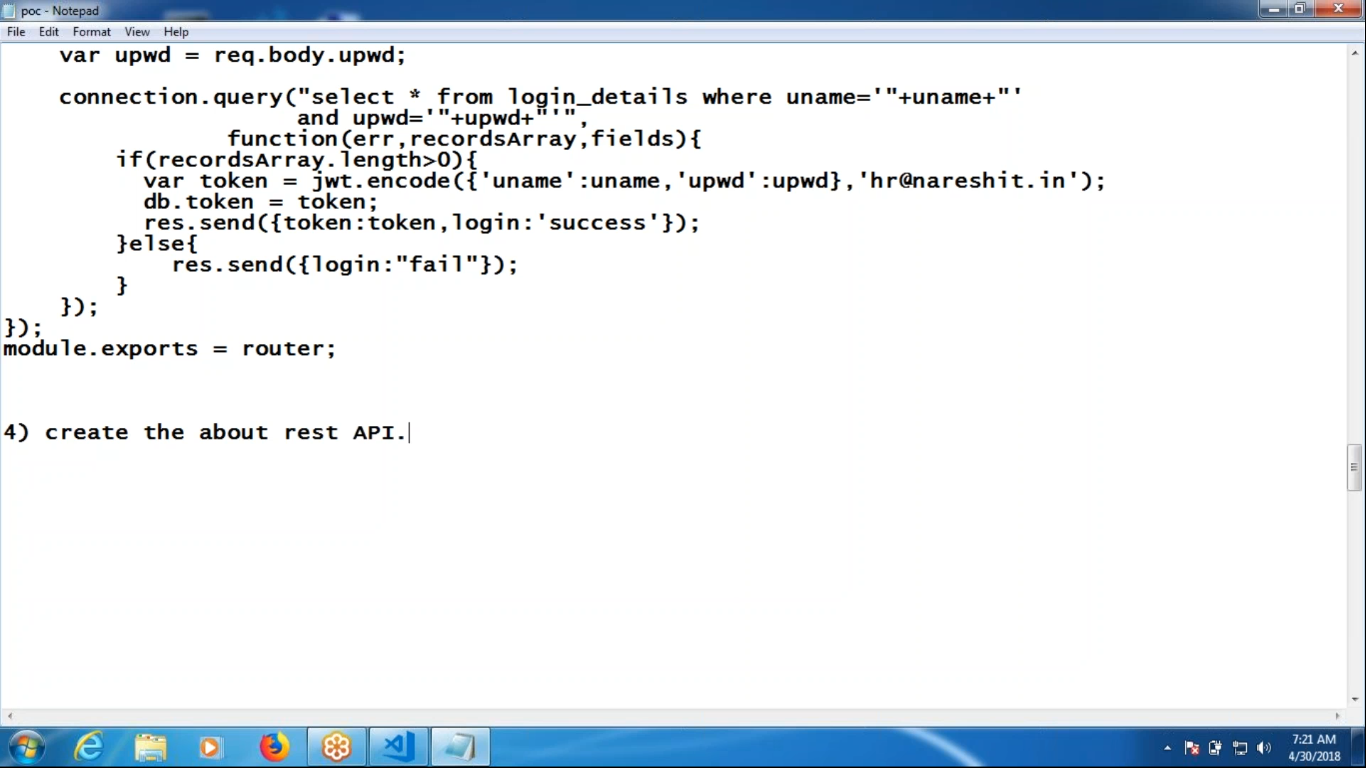 poc - Notepad
File Edit Format View Help
var upwd = req.body.upwd;
connection.query("select * from login_details where uname='"+uname+"'
and upwd='"+upwd+"'",
function(err,recordsArray,fields){
if(recordsArray.length>0){
var token = jwt.encode({'uname':uname,'upwd':upwd},'hr@nareshit.in');
db.token = token;
res.send({token:token,login:'success'});
}else{
res.send({login:"fail"});
}
});
});
module.exports = router;
4) create the about rest API.
7:21 AM
4/30/2018